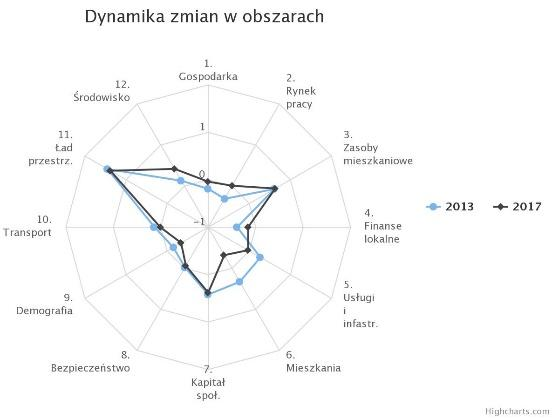 Dynamika zmian w obszarach
1.
Gospodarka
2.
Rynek
pracy
3.
Zasoby
mieszkaniowe
4.
Finanse
lokalne
5.
Usługi
i
infastr.
6.
Mieszkania
7.
Kapitał
społ.
8.
Bezpieczeństwo
9.
Demografia
10.
Transport
11.
Ład
przestrz.
12.
Środowisko
1
0
-1
2013
2017
Highcharts.com